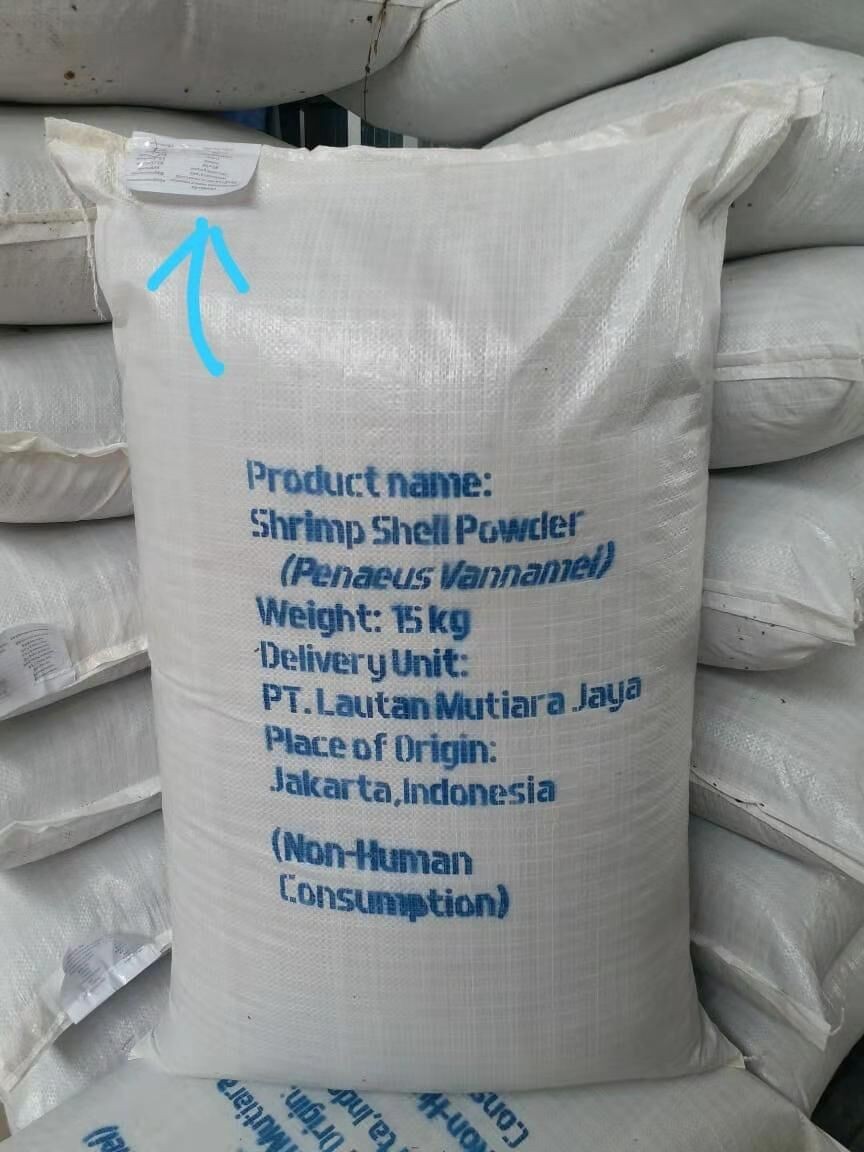 Product name:
Shrimp Shell Powder
(Penaeus Vannamei)
Weight: 15 kg
Delivery Unit:
PT. Lautan Mutiara Jaya
Place of Origin:
Jakarta,Indonesia
(Non-Human
Consumption)